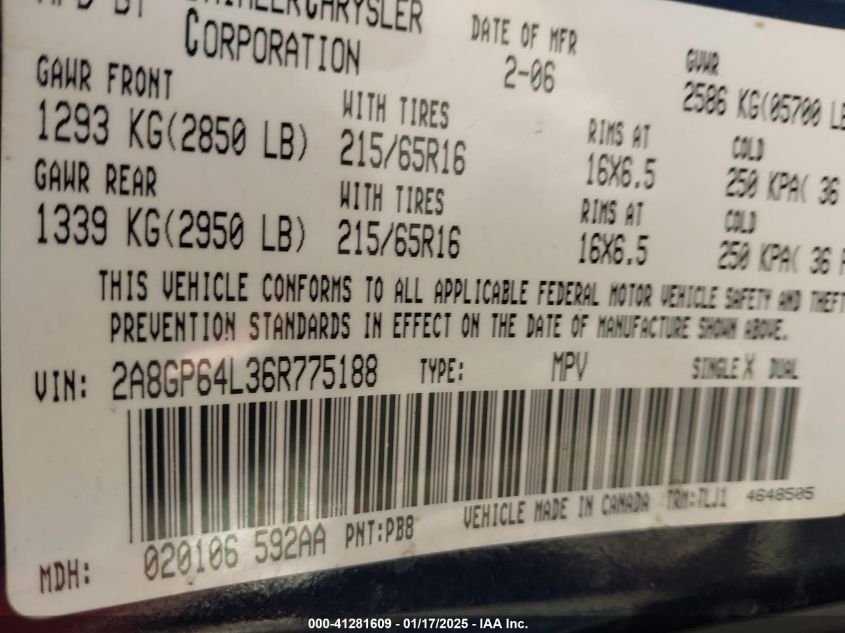 MFD BY DAIMLERCHRYSLER
CORPORATION
DATE OF MFR
2-06
GVWR
2586 KG(05700 LB
GAWR FRONT
1293 KG(2850 LB)
WITH TIRES
215/65R16
RIMS AT
16X6.5
COLD
250 KPA( 36
GAWR REAR
1339 KG(2950 LB)
WITH TIRES
215/65R16
RIMS AT
16X6.5
COLD
250 KPA( 36 P
THIS VEHICLE CONFORMS TO ALL APPLICABLE FEDERAL MOTOR VEHICLE SAFETY AND THEFT
PREVENTION STANDARDS IN EFFECT ON THE DATE OF MANUFACTURE SHOWN ABOVE.
VIN: 2A8GP64L36R775188 TYPE: MPV SINGLE X DUAL
MDH: 020106 592AA PNT:PB8 VEHICLE MADE IN CANADA TRM:7LJ1 4648505
000-41281609 — 01/17/2025 — IAA Inc.